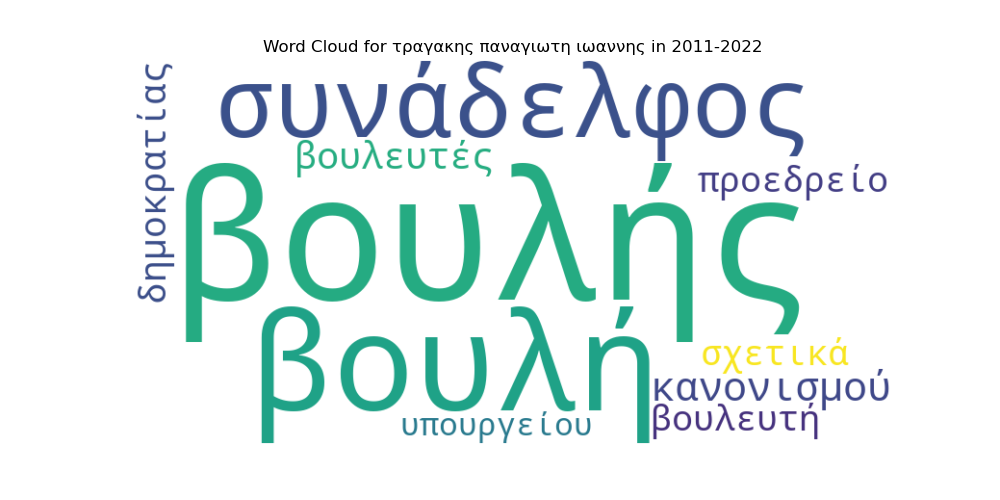 Word Cloud for τραγακης παναγιωτη ιωαννης in 2011-2022
δημοκρατίας
συνάδελφος
βουλευτές
προεδρείο
βουλής
βουλή
σχετικά
κανονισμού
βουλευτή
υπουργείου